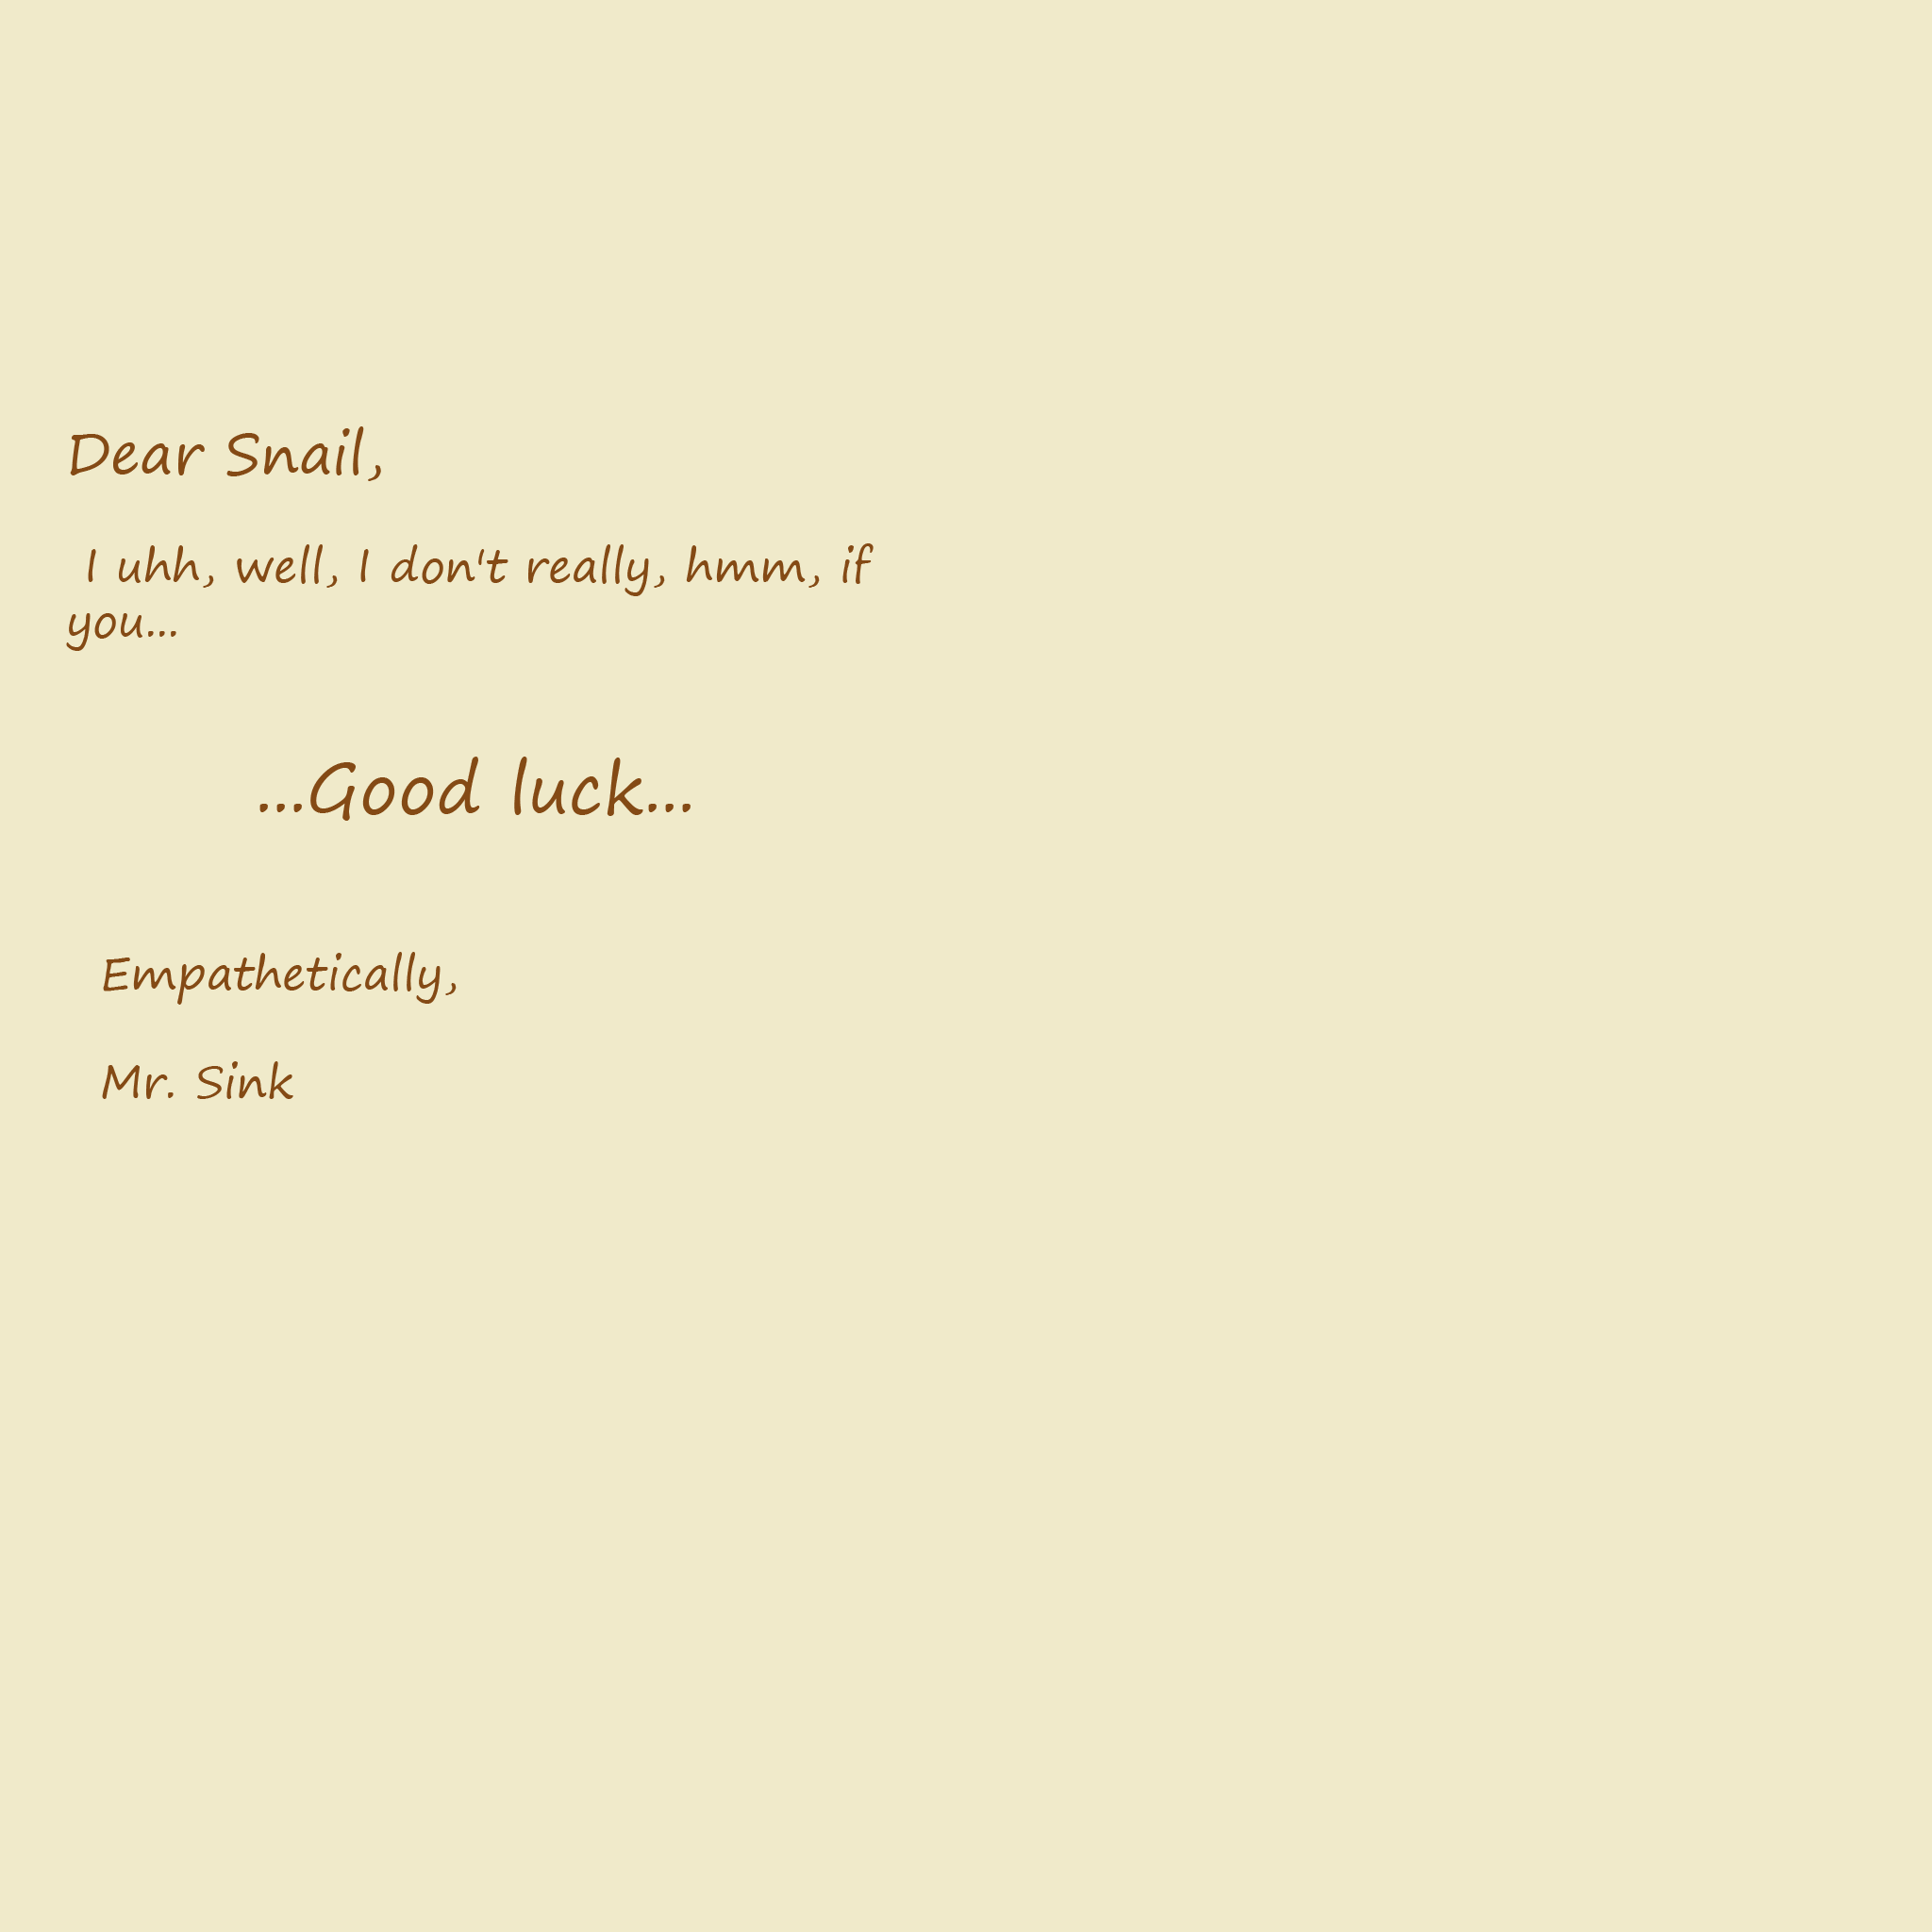 Dear Snail,
I uhh, well, I don't really, hmm, if
you...
...Good luck...
Empathetically,
Mr. Sink